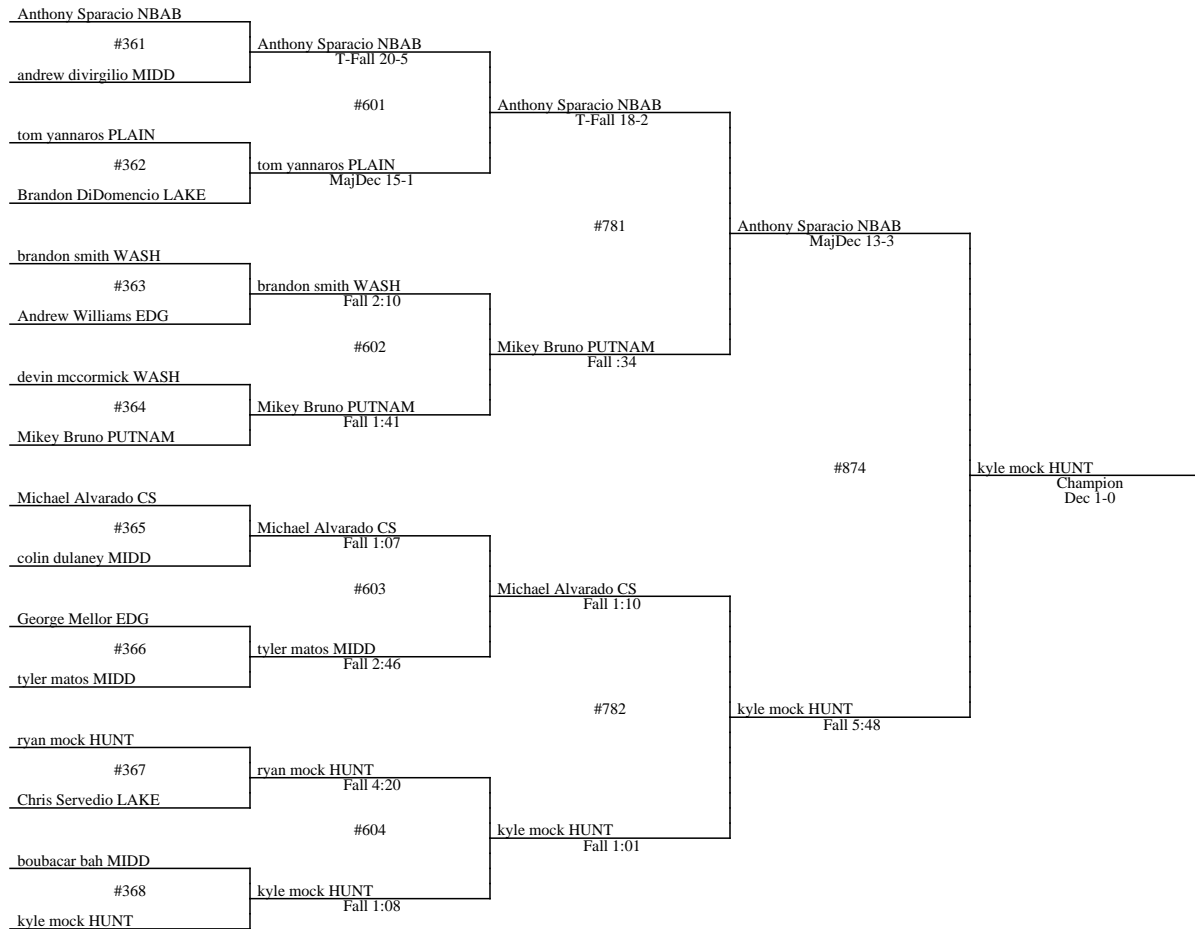 Anthony Sparacio NBAB
#361
andrew divirgilio MIDD
Anthony Sparacio NBAB
T-Fall 20-5
#601
tom yannaros PLAIN
#362
Brandon DiDomencio LAKE
tom yannaros PLAIN
MajDec 15-1
Anthony Sparacio NBAB
T-Fall 18-2
#781
brandon smith WASH
#363
Andrew Williams EDG
brandon smith WASH
Fall 2:10
#602
devin mccormick WASH
#364
Mikey Bruno PUTNAM
Mikey Bruno PUTNAM
Fall 1:41
Mikey Bruno PUTNAM
Fall :34
Anthony Sparacio NBAB
MajDec 13-3
#874
Michael Alvarado CS
#365
colin dulaney MIDD
Michael Alvarado CS
Fall 1:07
#603
George Mellor EDG
#366
tyler matos MIDD
tyler matos MIDD
Fall 2:46
Michael Alvarado CS
Fall 1:10
#782
ryan mock HUNT
#367
Chris Servedio LAKE
ryan mock HUNT
Fall 4:20
#604
boubacar bah MIDD
#368
kyle mock HUNT
kyle mock HUNT
Fall 1:08
kyle mock HUNT
Fall 1:01
kyle mock HUNT
Fall 5:48
kyle mock HUNT
Champion
Dec 1-0